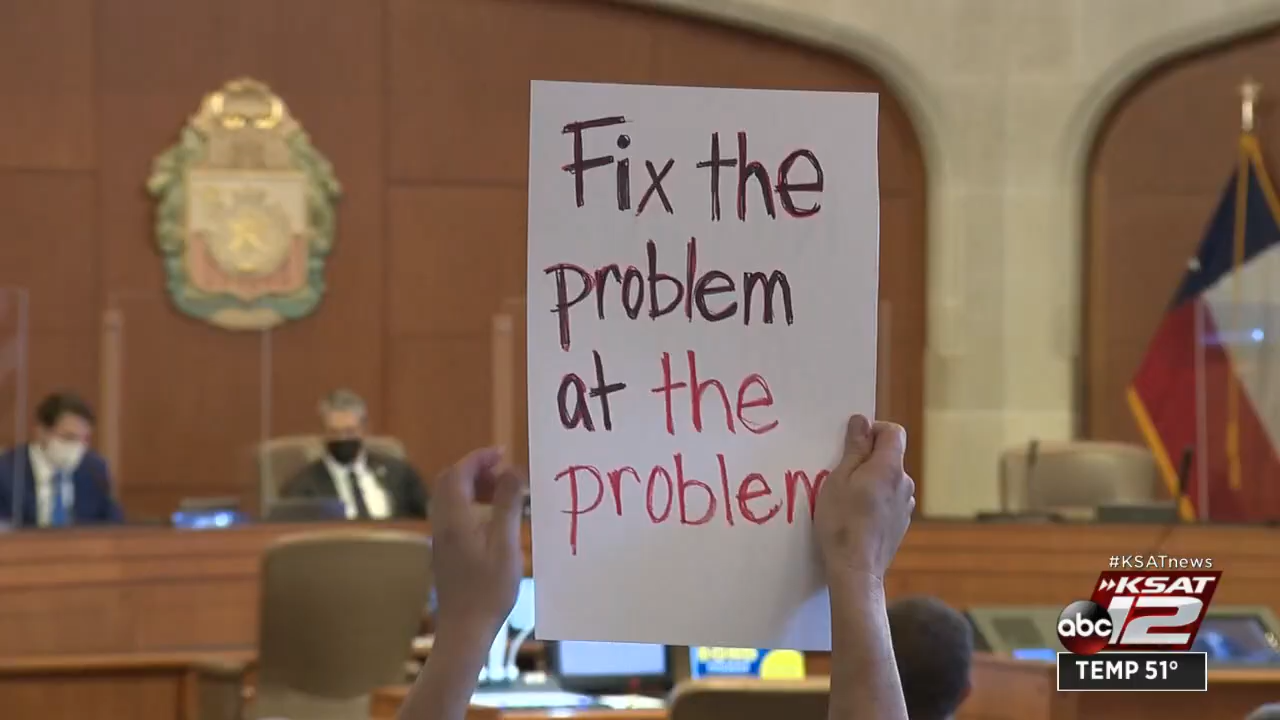 Fix the
problem
at the
problem
#KSATnews
KSAT
abc 12
TEMP 51°